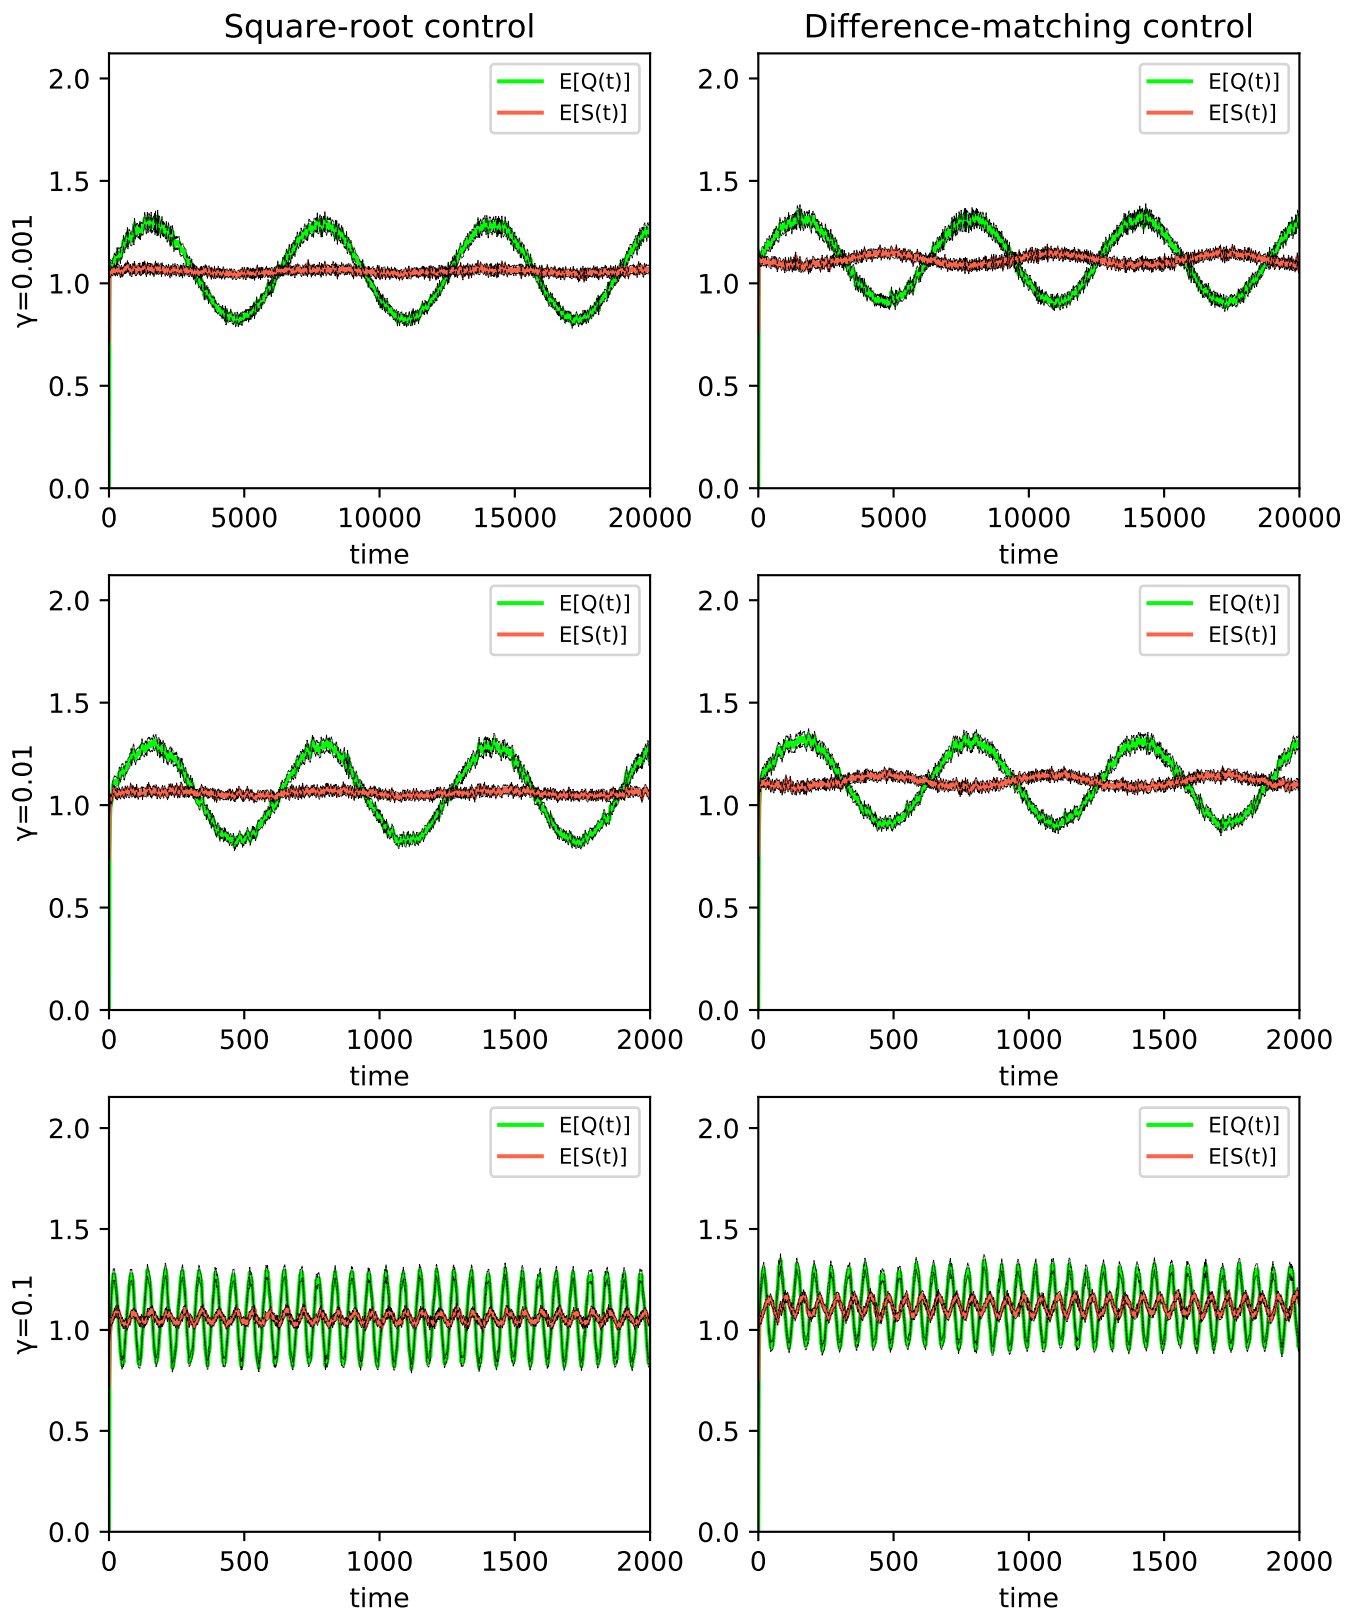 Square-root control
Difference-matching control
2.0
1.5
1.0
0.5
0.0
γ=0.001
E[Q(t)]
E[S(t)]
0 5000 10000 15000 20000
time
2.0
1.5
1.0
0.5
0.0
E[Q(t)]
E[S(t)]
0 5000 10000 15000 20000
time
2.0
1.5
1.0
0.5
0.0
γ=0.01
E[Q(t)]
E[S(t)]
0 500 1000 1500 2000
time
2.0
1.5
1.0
0.5
0.0
E[Q(t)]
E[S(t)]
0 500 1000 1500 2000
time
2.0
1.5
1.0
0.5
0.0
γ=0.1
E[Q(t)]
E[S(t)]
0 500 1000 1500 2000
time
2.0
1.5
1.0
0.5
0.0
E[Q(t)]
E[S(t)]
0 500 1000 1500 2000
time